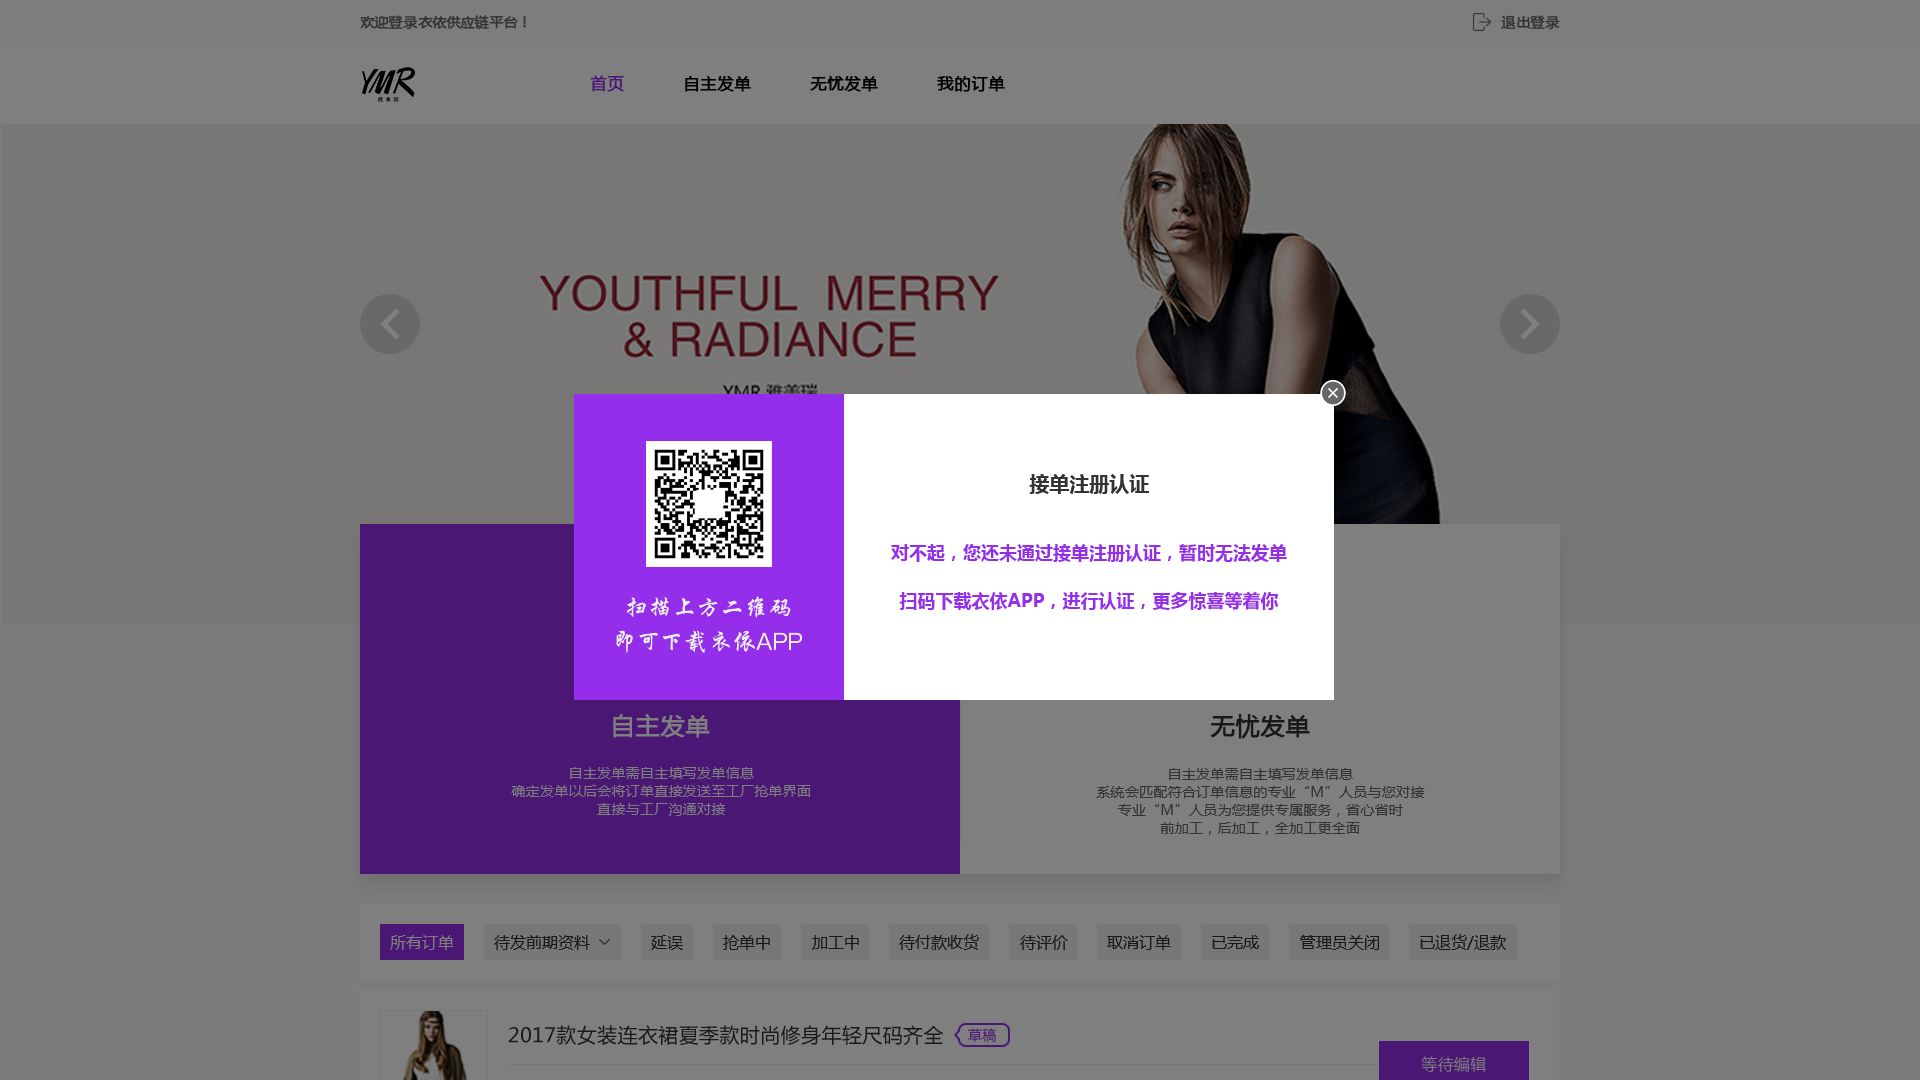 欢迎登录衣依供应链平台！
退出登录
YMR
雅美瑞
首页
自主发单
无忧发单
我的订单
YOUTHFUL MERRY
& RADIANCE
YMR 雅美瑞
扫描上方二维码
即可下载衣依APP
接单注册认证
对不起，您还未通过接单注册认证，暂时无法发单
扫码下载衣依APP，进行认证，更多惊喜等着你
自主发单
自主发单需自主填写发单信息
确定发单以后会将订单直接发送至工厂抢单界面
直接与工厂沟通对接
无忧发单
自主发单需自主填写发单信息
系统会匹配符合订单信息的专业“M”人员与您对接
专业“M”人员为您提供专属服务，省心省时
前加工，后加工，全加工更全面
所有订单
待发前期资料
延误
抢单中
加工中
待付款收货
待评价
取消订单
已完成
管理员关闭
已退货/退款
2017款女装连衣裙夏季款时尚修身年轻尺码齐全
草稿
等待编辑